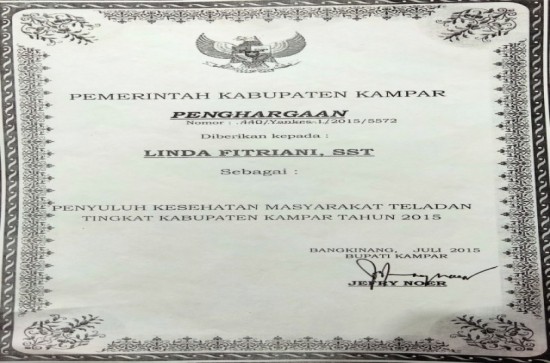 PEMERINTAH KABUPATEN KAMPAR
PENGHARGAAN
Nomor : 440/Yankes-1/2015/5572
Diberikan kepada :
LINDA FITRIANI, SST
Sebagai :
PENYULUH KESEHATAN MASYARAKAT TELADAN
TINGKAT KABUPATEN KAMPAR TAHUN 2015
BANGKINANG, JULI 2015
BUPATI KAMPAR
JEFRY NOER